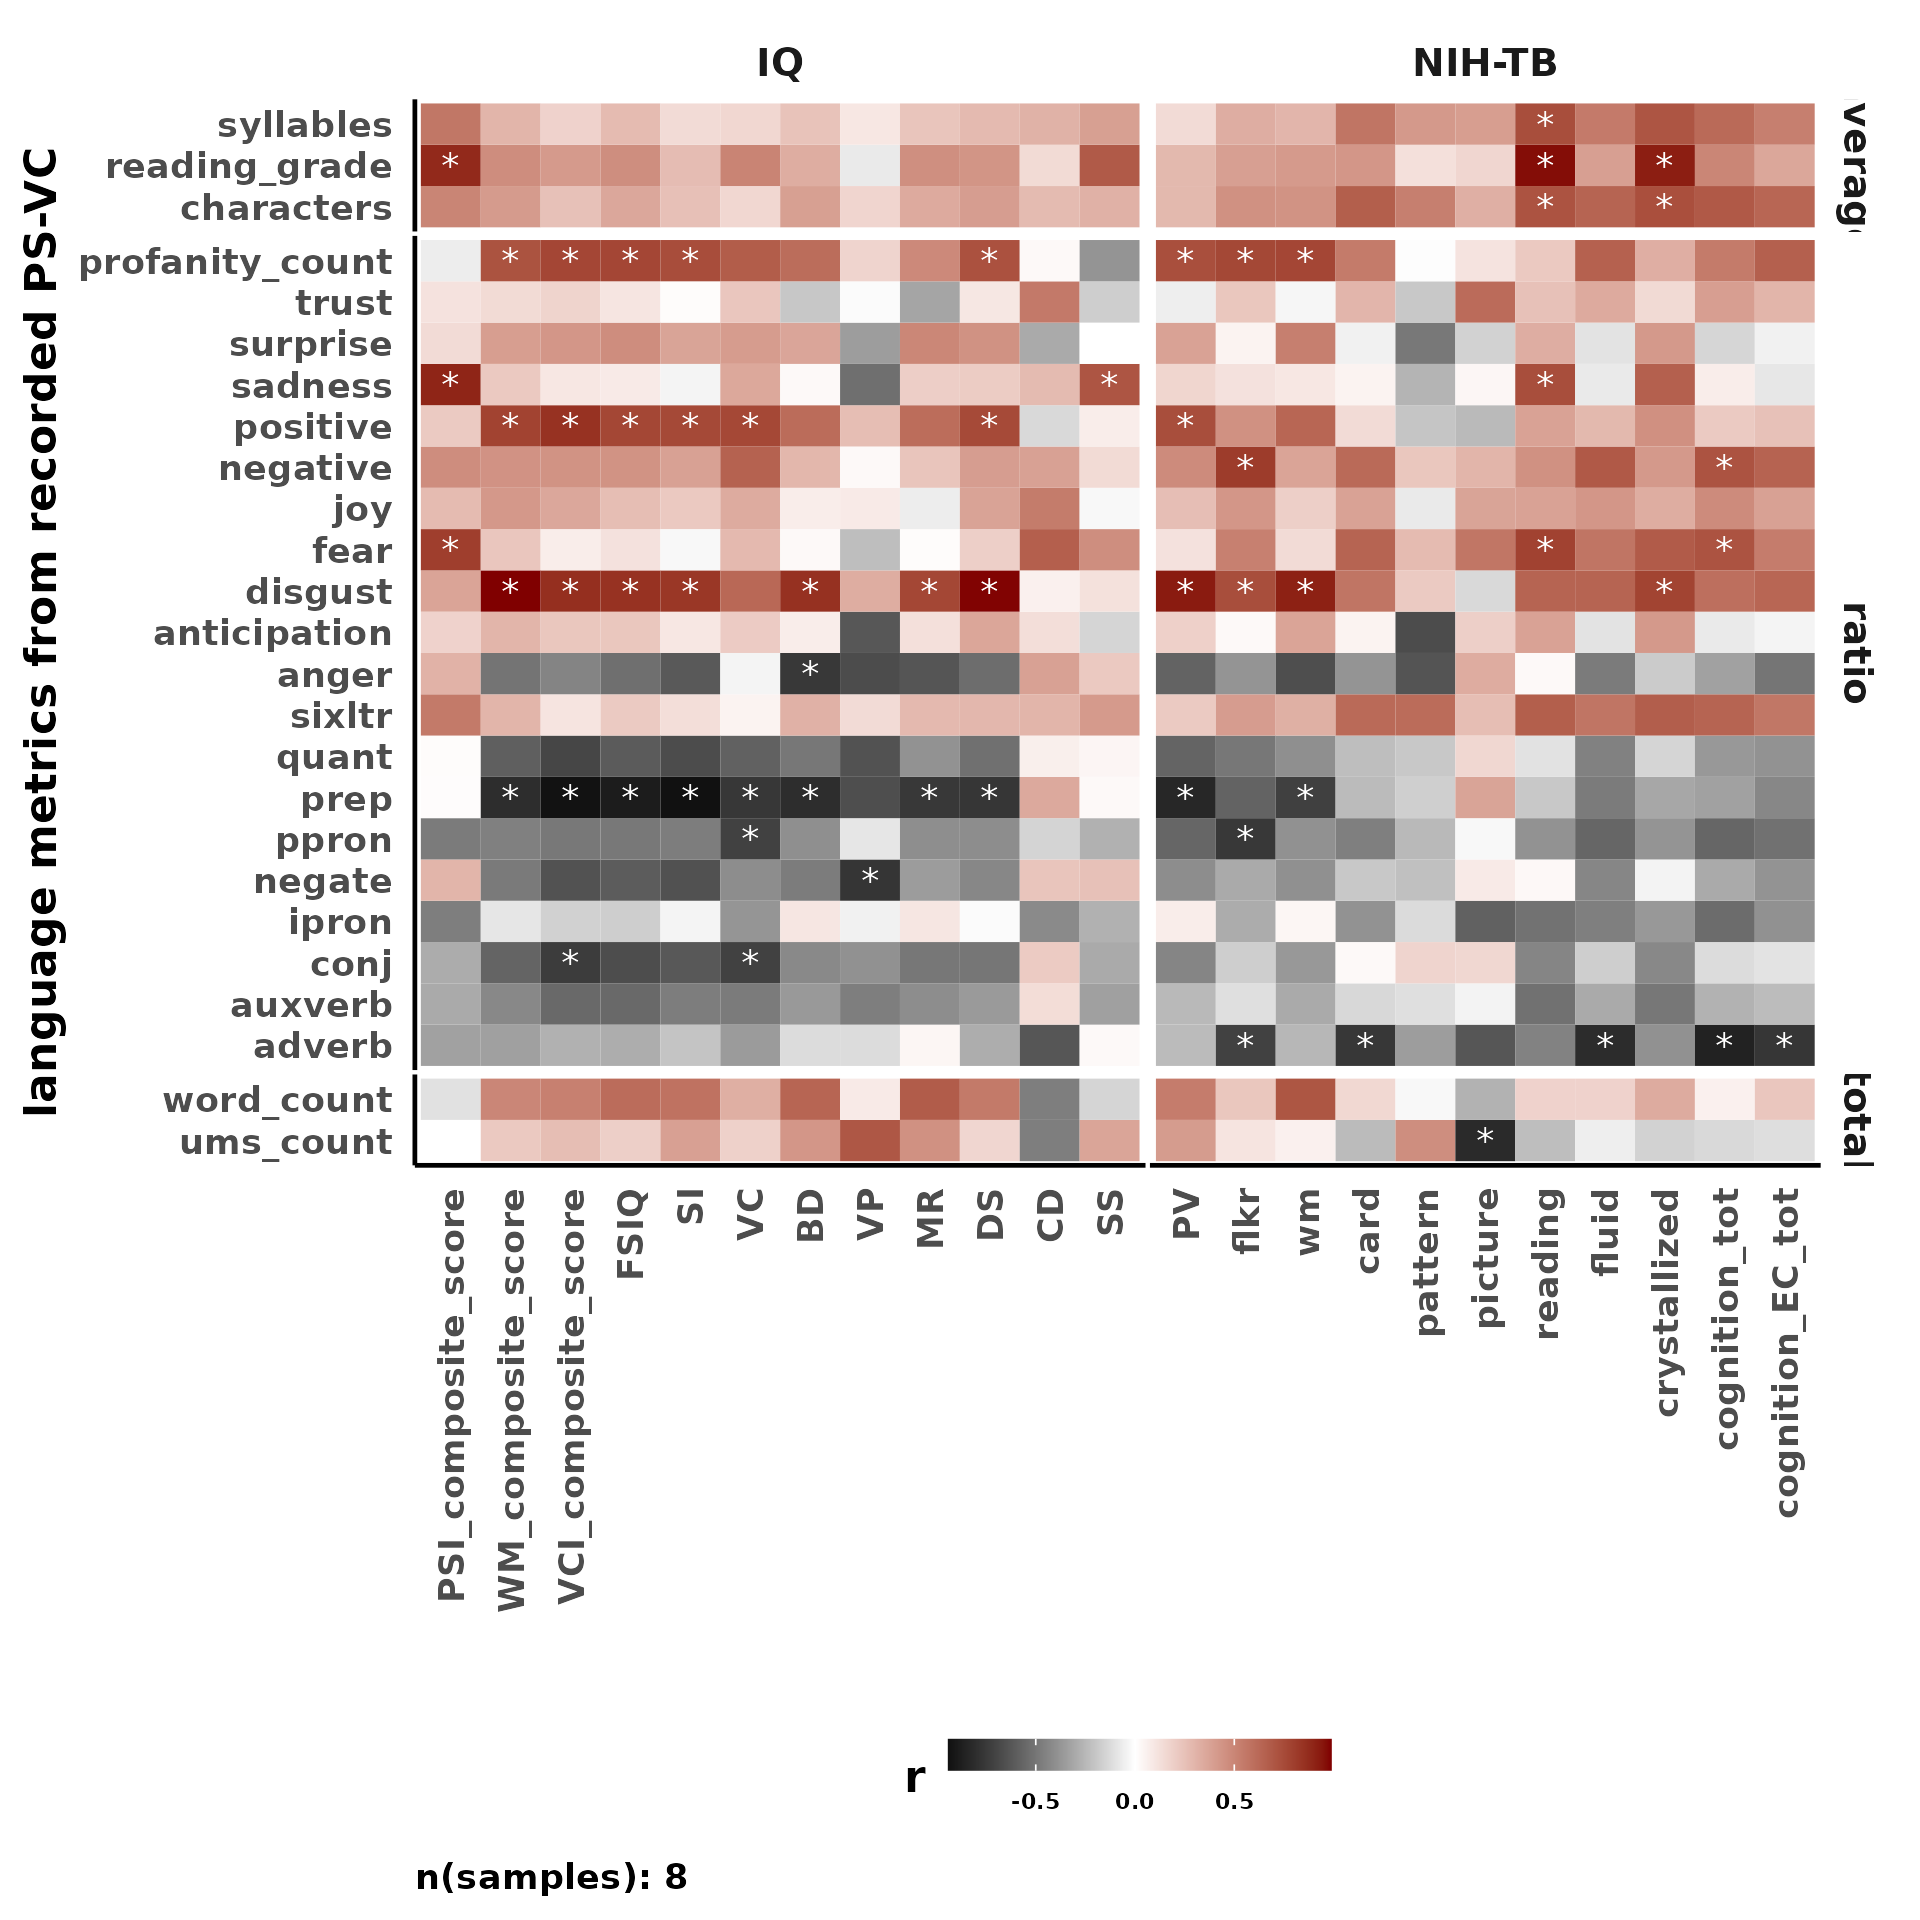 IQ
NIH-TB
language metrics from recorded PS-VC
syllables
reading_grade
characters
profanity_count
trust
surprise
sadness
positive
negative
joy
fear
disgust
anticipation
anger
sixltr
quant
prep
ppron
negate
ipron
conj
auxverb
adverb
word_count
ums_count
verag
ratio
total
PSI_composite_score
WM_composite_score
VCI_composite_score
FSIQ
SI
VC
BD
VP
MR
DS
CD
SS
PV
flkr
wm
card
pattern
picture
reading
fluid
crystallized
cognition_tot
cognition_EC_tot
r
-0.5
0.0
0.5
n(samples): 8